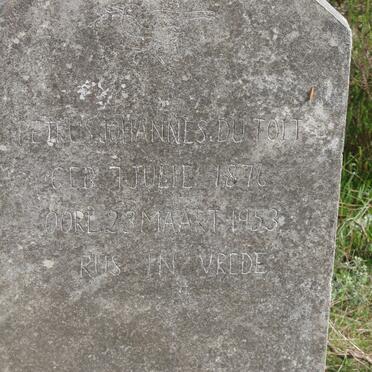 PETRUS JOHANNES. DU TOIT
GEB 7 JULIE 1876
OORL. 23 MAART. 1953
RUS IN VREDE